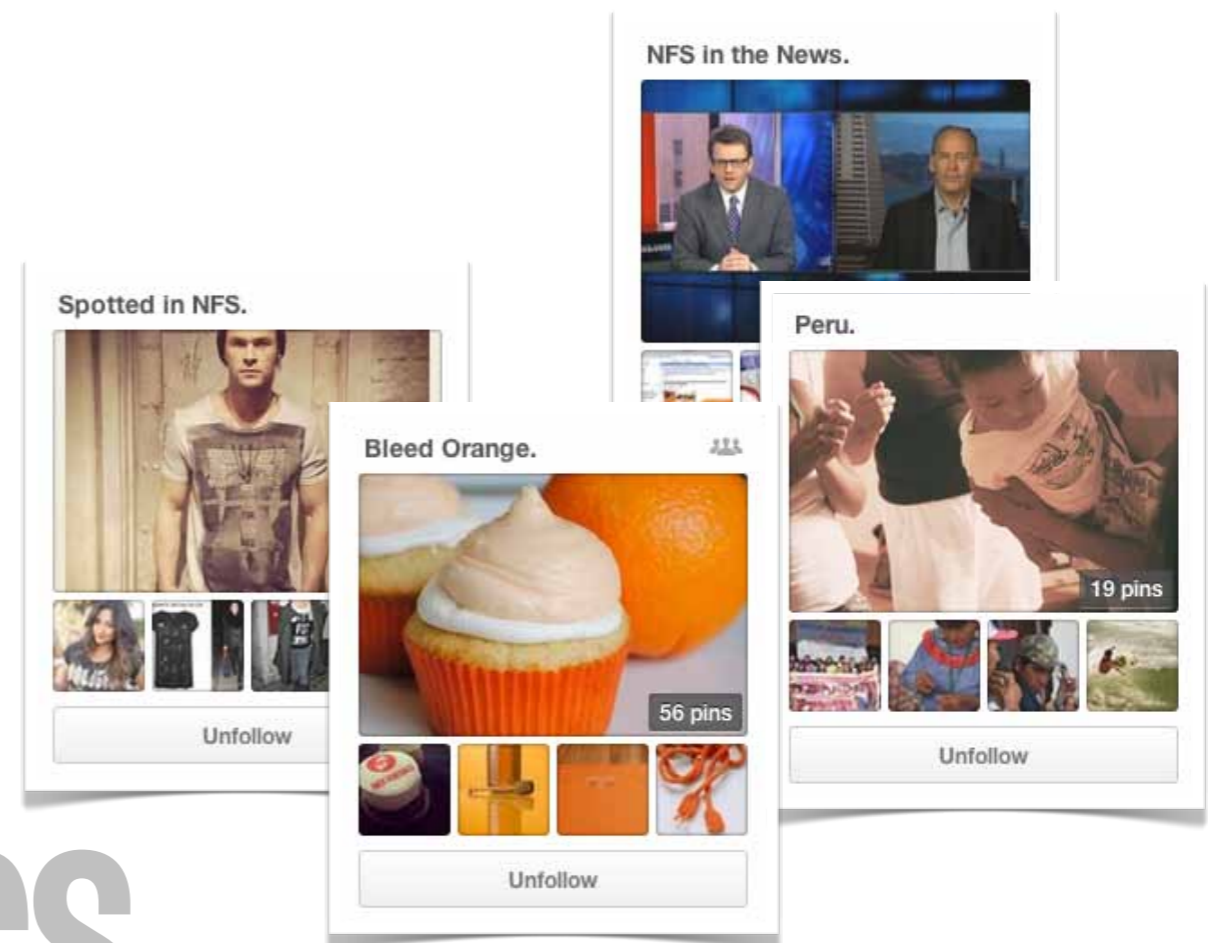 NFS in the News.
Spotted in NFS.
Peru.
Bleed Orange.
19 pins
56 pins
Unfollow
Unfollow
Unfollow